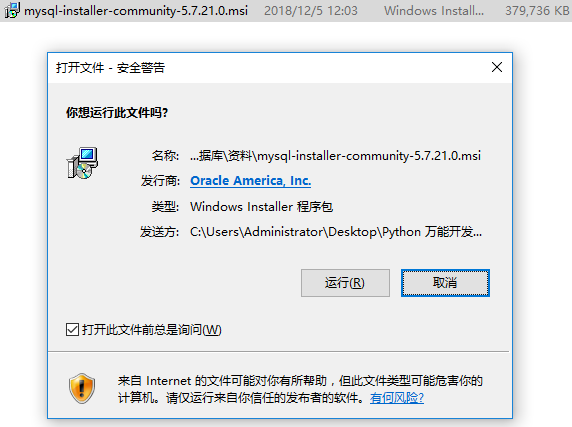 mysql-installer-community-5.7.21.0.msi 2018/12/5 12:03 Windows Install... 379,736 KB
打开文件 - 安全警告
你想运行此文件吗?
名称: ...据库\资料\mysql-installer-community-5.7.21.0.msi
发行商: Oracle America, Inc.
类型: Windows Installer 程序包
发送方: C:\Users\Administrator\Desktop\Python 万能开发...
运行(R) 取消
打开此文件前总是询问(W)
来自 Internet 的文件可能对你有所帮助，但此文件类型可能危害你的
计算机。请仅运行来自你信任的发布者的软件。有何风险?